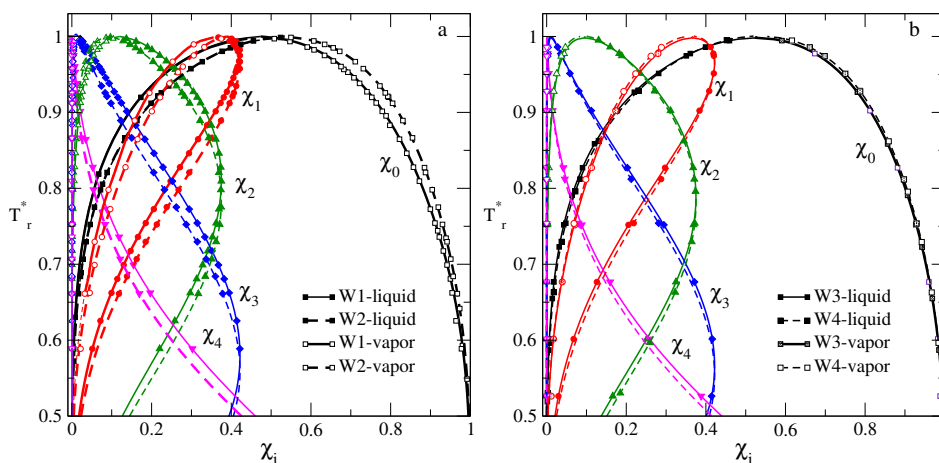 a
b
1
1
0.9
0.9
χ1
χ1
χ0
χ0
0.8
0.8
χ2
χ2
T*r
T*r
0.7
0.7
W1-liquid
W3-liquid
χ3
χ3
W2-liquid
W4-liquid
0.6
0.6
χ4
χ4
W1-vapor
W3-vapor
W2-vapor
W4-vapor
0.5
0.5
0 0.2 0.4 0.6 0.8 1
0 0.2 0.4 0.6 0.8
χi
χi